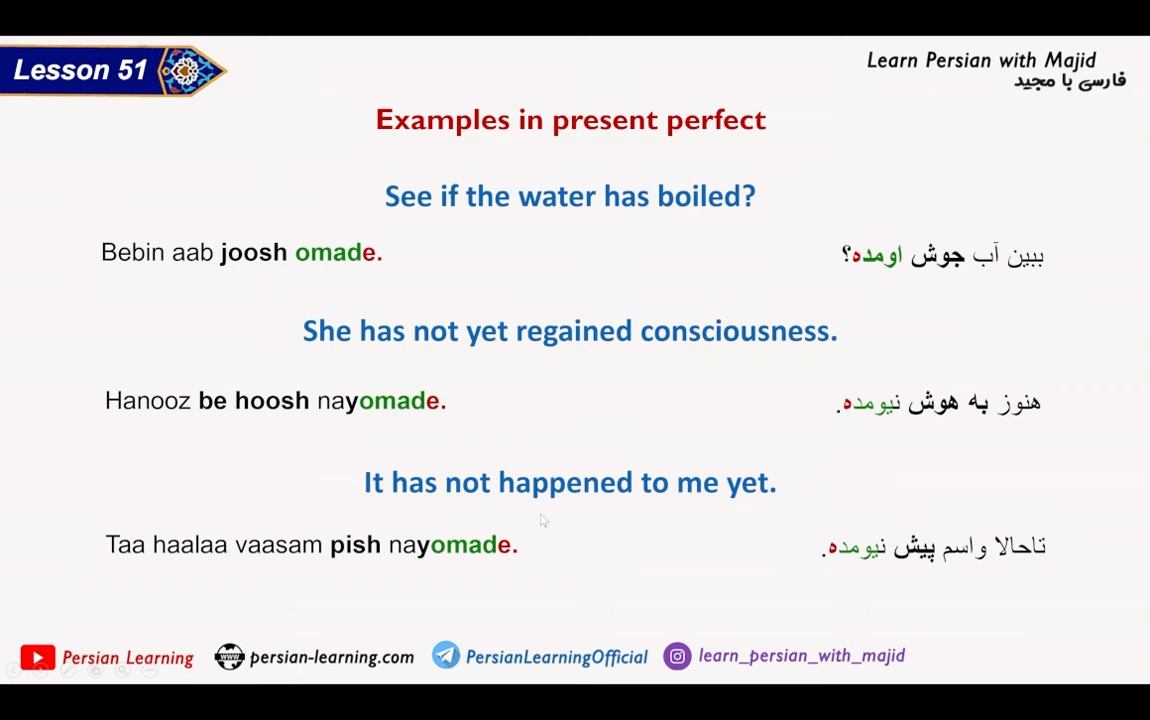 Lesson 51
Learn Persian with Majid
فارسی با مجید
Examples in present perfect
See if the water has boiled?
Bebin aab joosh omade.
ببین آب جوش اومده؟
She has not yet regained consciousness.
Hanooz be hoosh nayomade.
هنوز به هوش نیومده.
It has not happened to me yet.
Taa haalaa vaasam pish nayomade.
تاحالا واسم پیش نیومده.
Persian Learning
www
persian-learning.com
PersianLearningOfficial
learn_persian_with_majid